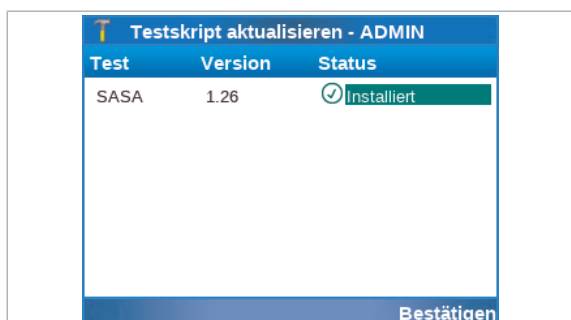 Testskript aktualisieren - ADMIN
Test Version Status
SASA 1.26 Installiert
Bestätigen